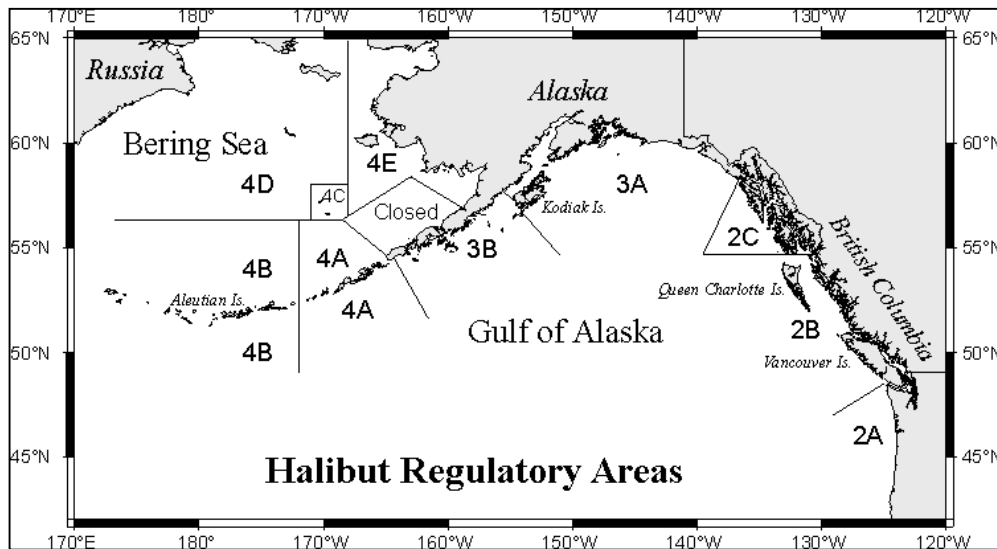 170°E 180° 170°W 160°W 150°W 140°W 130°W 120°W
65°N 65°N
Russia
Alaska
60°N 60°N
Bering Sea
4E
4D
3A
4C
Closed
Kodiak Is.
55°N 55°N
3B
2C
British Columbia
4B
4A
Queen Charlotte Is.
Aleutian Is.
4A
2B
Gulf of Alaska
50°N 50°N
4B
Vancouver Is.
2A
45°N 45°N
Halibut Regulatory Areas
170°E 180° 170°W 160°W 150°W 140°W 130°W 120°W